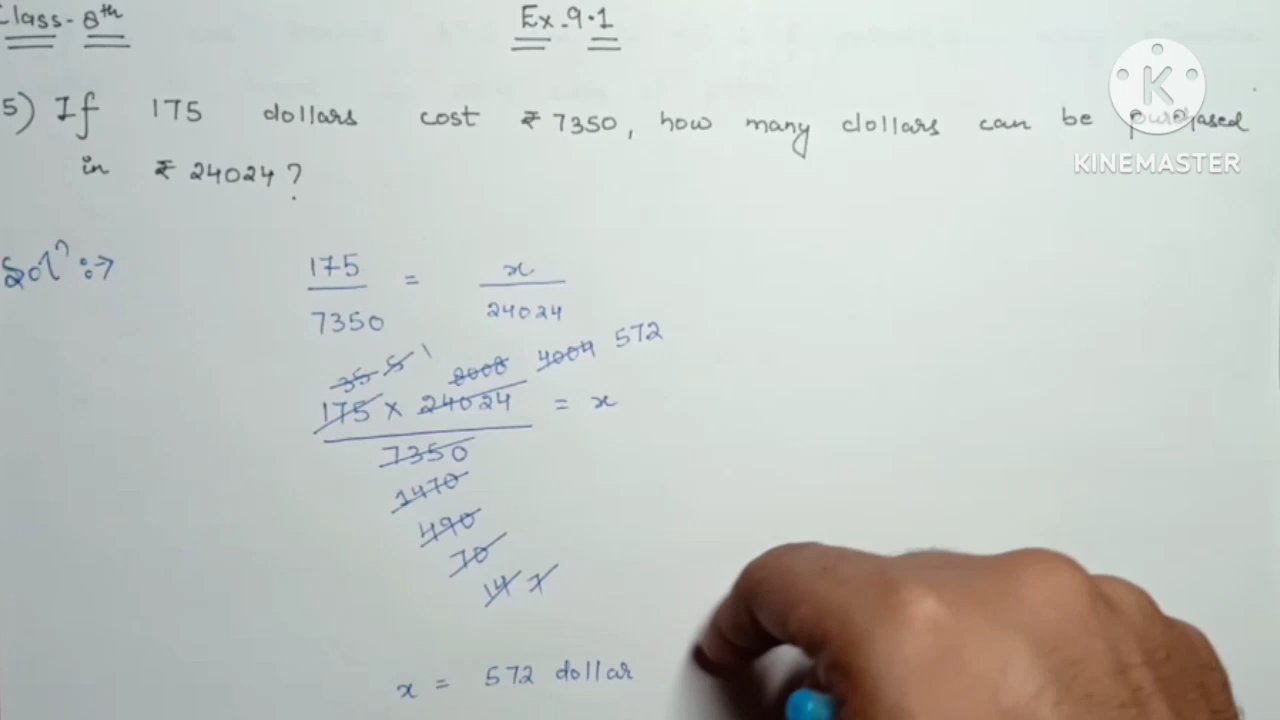 Class-8th Ex-9.1
K
KINEMASTER
5) If 175 dollars cost ₹ 7350, how many dollars can be purchased
in ₹ 24024?
Solⁿ :→ 175 = x
7350 24024
35 5 1 8008 4004 572
175 × 24024 = x
7350
1470
490
70
14 7
x = 572 dollar